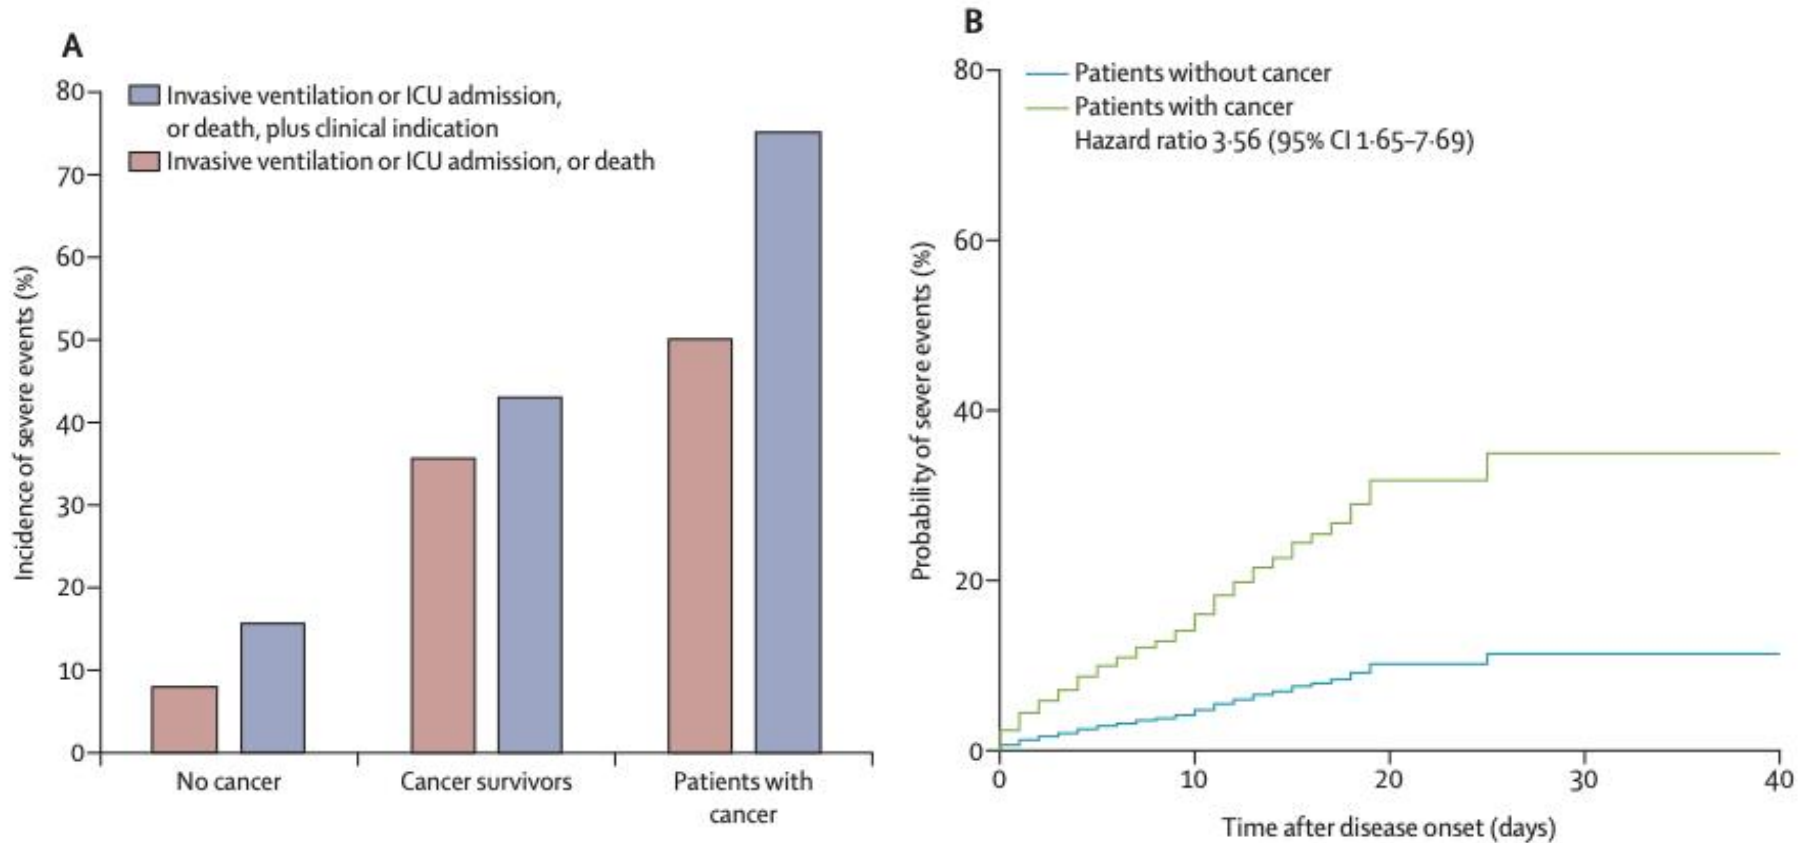 A
80
70
60
50
40
30
20
10
0
Incidence of severe events (%)
Invasive ventilation or ICU admission,
or death, plus clinical indication
Invasive ventilation or ICU admission, or death
No cancer
Cancer survivors
Patients with
cancer
B
80
60
40
20
0
Probability of severe events (%)
Patients without cancer
Patients with cancer
Hazard ratio 3·56 (95% CI 1·65–7·69)
0 10 20 30 40
Time after disease onset (days)